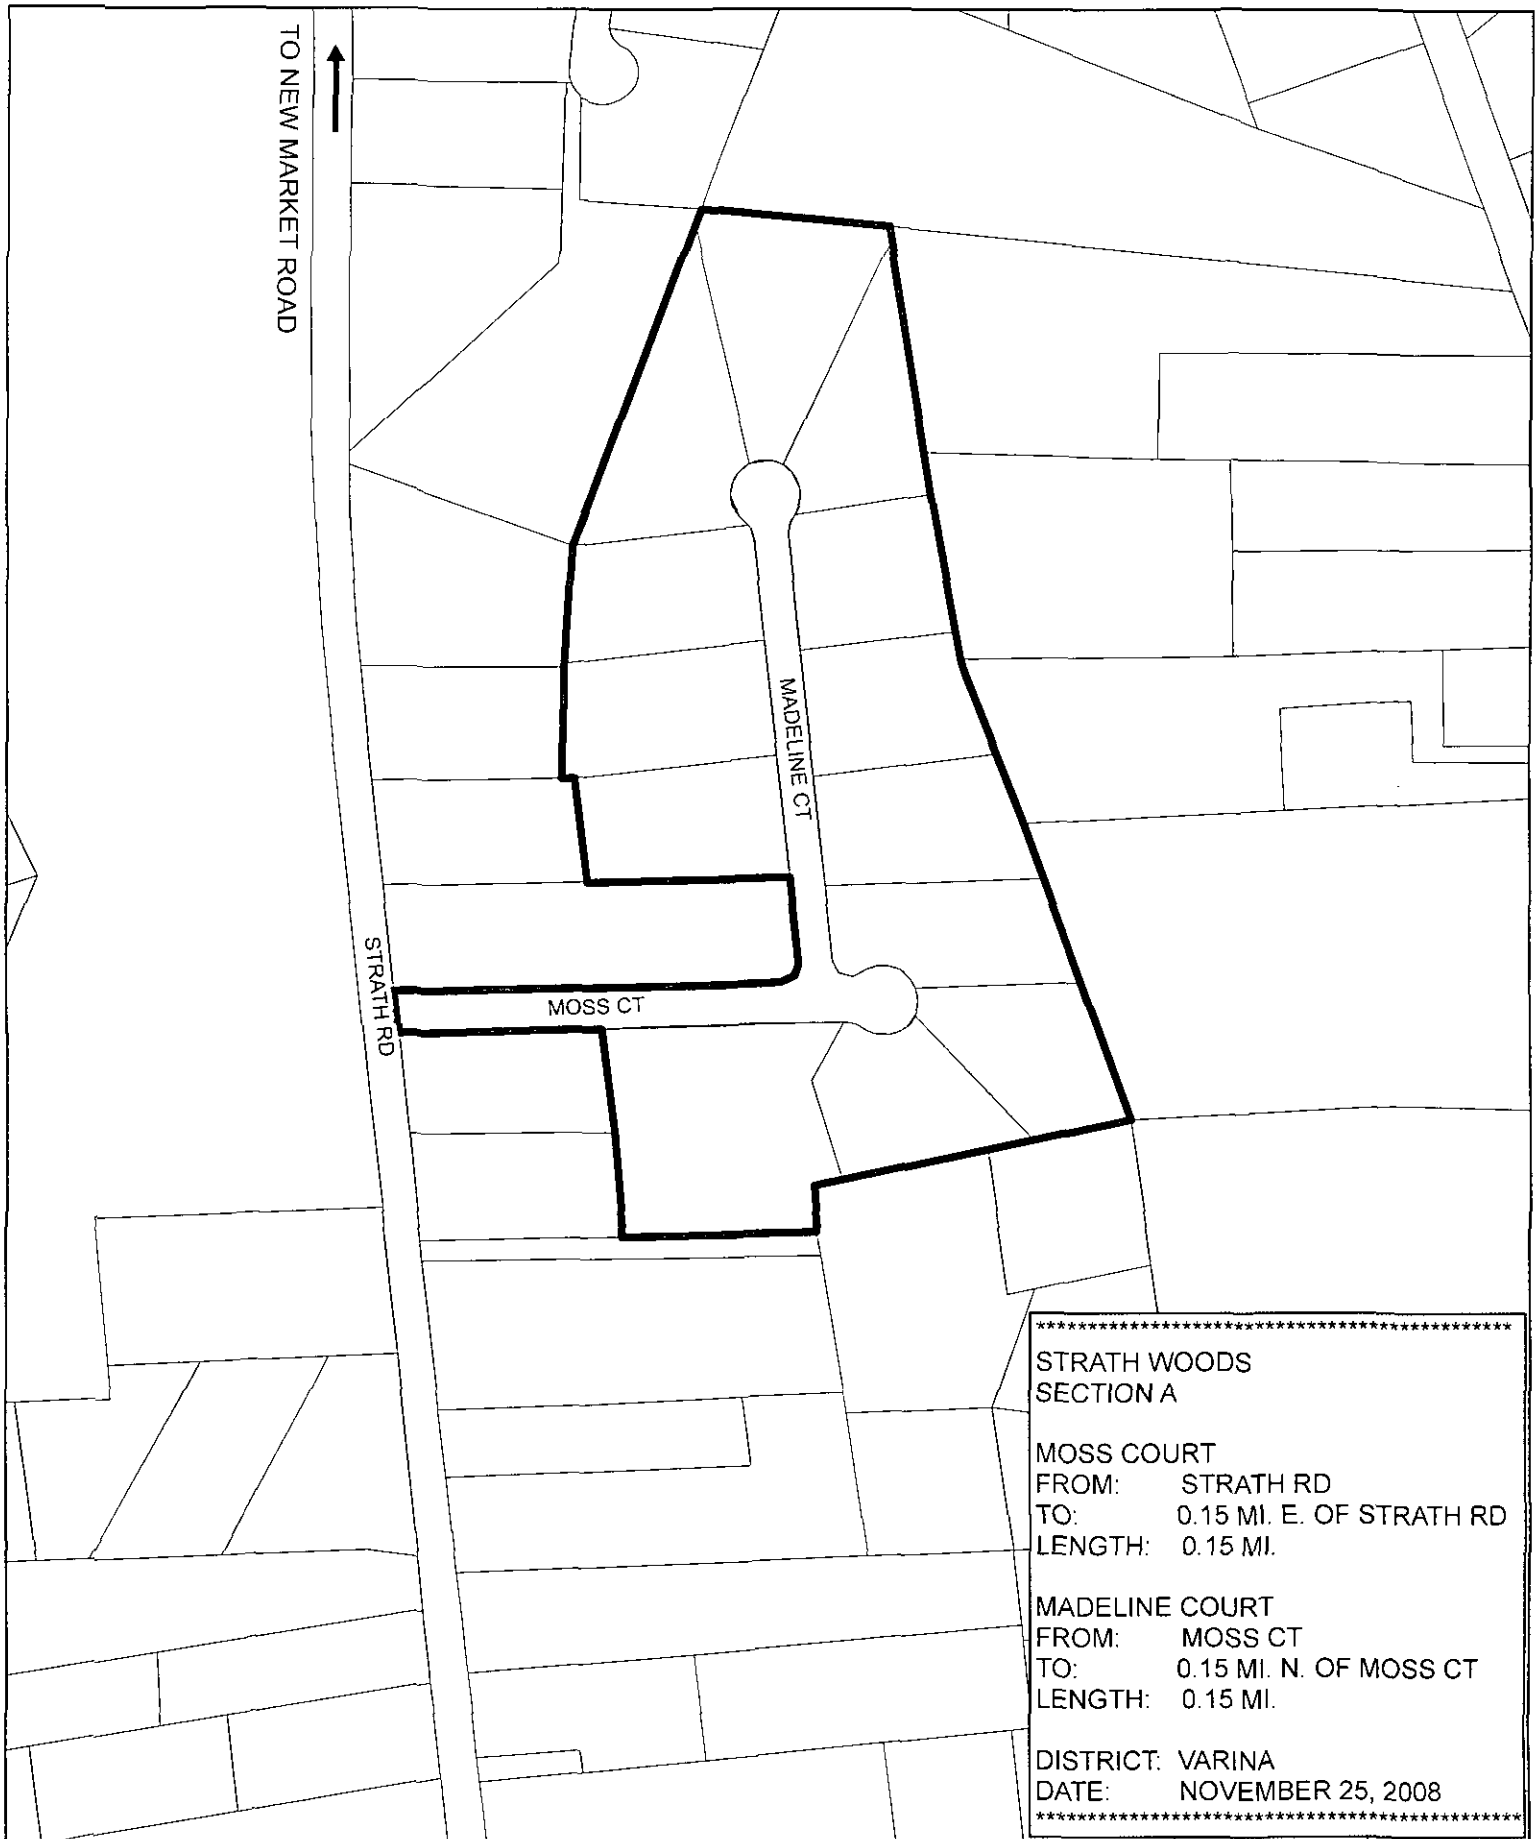 TO NEW MARKET ROAD
MADELINE CT
STRATH RD
MOSS CT
**********************************************
STRATH WOODS
SECTION A
MOSS COURT
FROM: STRATH RD
TO: 0.15 MI. E. OF STRATH RD
LENGTH: 0.15 MI.
MADELINE COURT
FROM: MOSS CT
TO: 0.15 MI. N. OF MOSS CT
LENGTH: 0.15 MI.
DISTRICT: VARINA
DATE: NOVEMBER 25, 2008
***********************************************